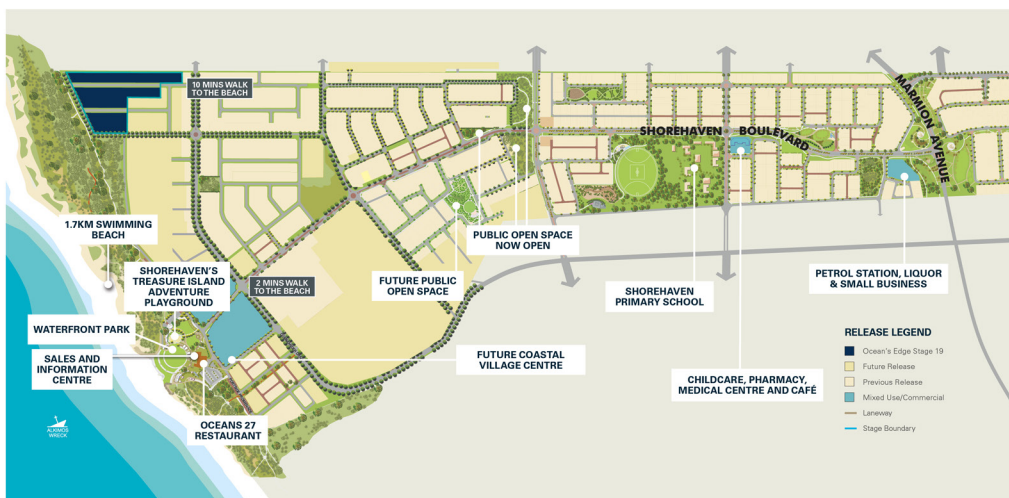 10 MINS WALK
TO THE BEACH
MARMION AVENUE
SHOREHAVEN BOULEVARD
1.7KM SWIMMING
BEACH
SHOREHAVEN'S
TREASURE ISLAND
ADVENTURE
PLAYGROUND
WATERFRONT PARK
SALES AND
INFORMATION
CENTRE
OCEANS 27
RESTAURANT
ALKIMOS
WRECK
2 MINS WALK
TO THE BEACH
FUTURE PUBLIC
OPEN SPACE
PUBLIC OPEN SPACE
NOW OPEN
FUTURE COASTAL
VILLAGE CENTRE
SHOREHAVEN
PRIMARY SCHOOL
CHILDCARE, PHARMACY,
MEDICAL CENTRE AND CAFÉ
PETROL STATION, LIQUOR
& SMALL BUSINESS
RELEASE LEGEND
Ocean's Edge Stage 19
Future Release
Previous Release
Mixed Use/Commercial
Laneway
Stage Boundary